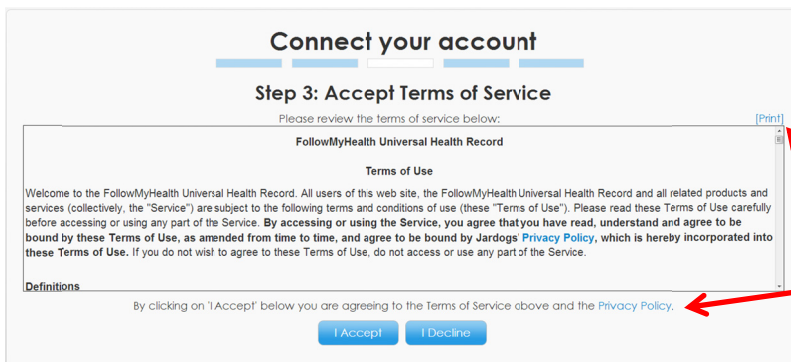 Connect your account
Step 3: Accept Terms of Service
Please review the terms of service below:
[Print]
FollowMyHealth Universal Health Record
Terms of Use
Welcome to the FollowMyHealth Universal Health Record. All users of this web site, the FollowMyHealth Universal Health Record and all related products and
services (collectively, the "Service") are subject to the following terms and conditions of use (these "Terms of Use"). Please read these Terms of Use carefully
before accessing or using any part of the Service. By accessing or using the Service, you agree that you have read, understand and agree to be
bound by these Terms of Use, as amended from time to time, and agree to be bound by Jardogs' Privacy Policy, which is hereby incorporated into
these Terms of Use. If you do not wish to agree to these Terms of Use, do not access or use any part of the Service.
Definitions
By clicking on 'I Accept' below you are agreeing to the Terms of Service above and the Privacy Policy.
I Accept
I Decline